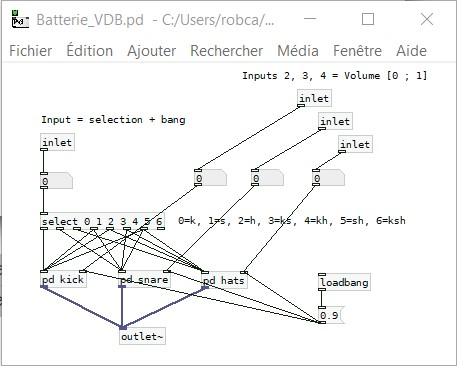 Batterie_VDB.pd - C:/Users/robca/...
Fichier Édition Ajouter Rechercher Média Fenêtre Aide
Inputs 2, 3, 4 = Volume [0 ; 1]
inlet
Input = selection + bang
inlet
inlet
inlet
0
0
0
0
select 0 1 2 3 4 5 6
0=k, 1=s, 2=h, 3=ks, 4=kh, 5=sh, 6=ksh
pd kick
pd snare
pd hats
loadbang
0.9
outlet~